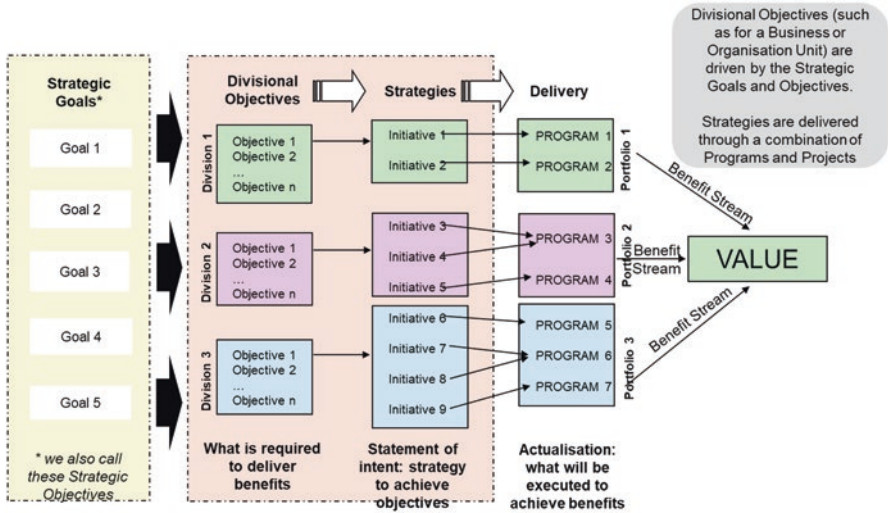 Strategic
Goals*
Goal 1
Goal 2
Goal 3
Goal 4
Goal 5
* we also call
these Strategic
Objectives
Divisional
Objectives
Strategies
Delivery
Division 1
Objective 1
Objective 2
...
Objective n
Initiative 1
Initiative 2
PROGRAM 1
PROGRAM 2
Portfolio 1
Division 2
Objective 1
Objective 2
...
Objective n
Initiative 3
Initiative 4
Initiative 5
PROGRAM 3
PROGRAM 4
Portfolio 2
Division 3
Objective 1
Objective 2
...
Objective n
Initiative 6
Initiative 7
Initiative 8
Initiative 9
PROGRAM 5
PROGRAM 6
PROGRAM 7
Portfolio 3
What is required
to deliver
benefits
Statement of
intent: strategy
to achieve
objectives
Actualisation:
what will be
executed to
achieve benefits
Benefit Stream
Benefit
Stream
Benefit Stream
VALUE
Divisional Objectives (such
as for a Business or
Organisation Unit) are
driven by the Strategic
Goals and Objectives.
Strategies are delivered
through a combination of
Programs and Projects